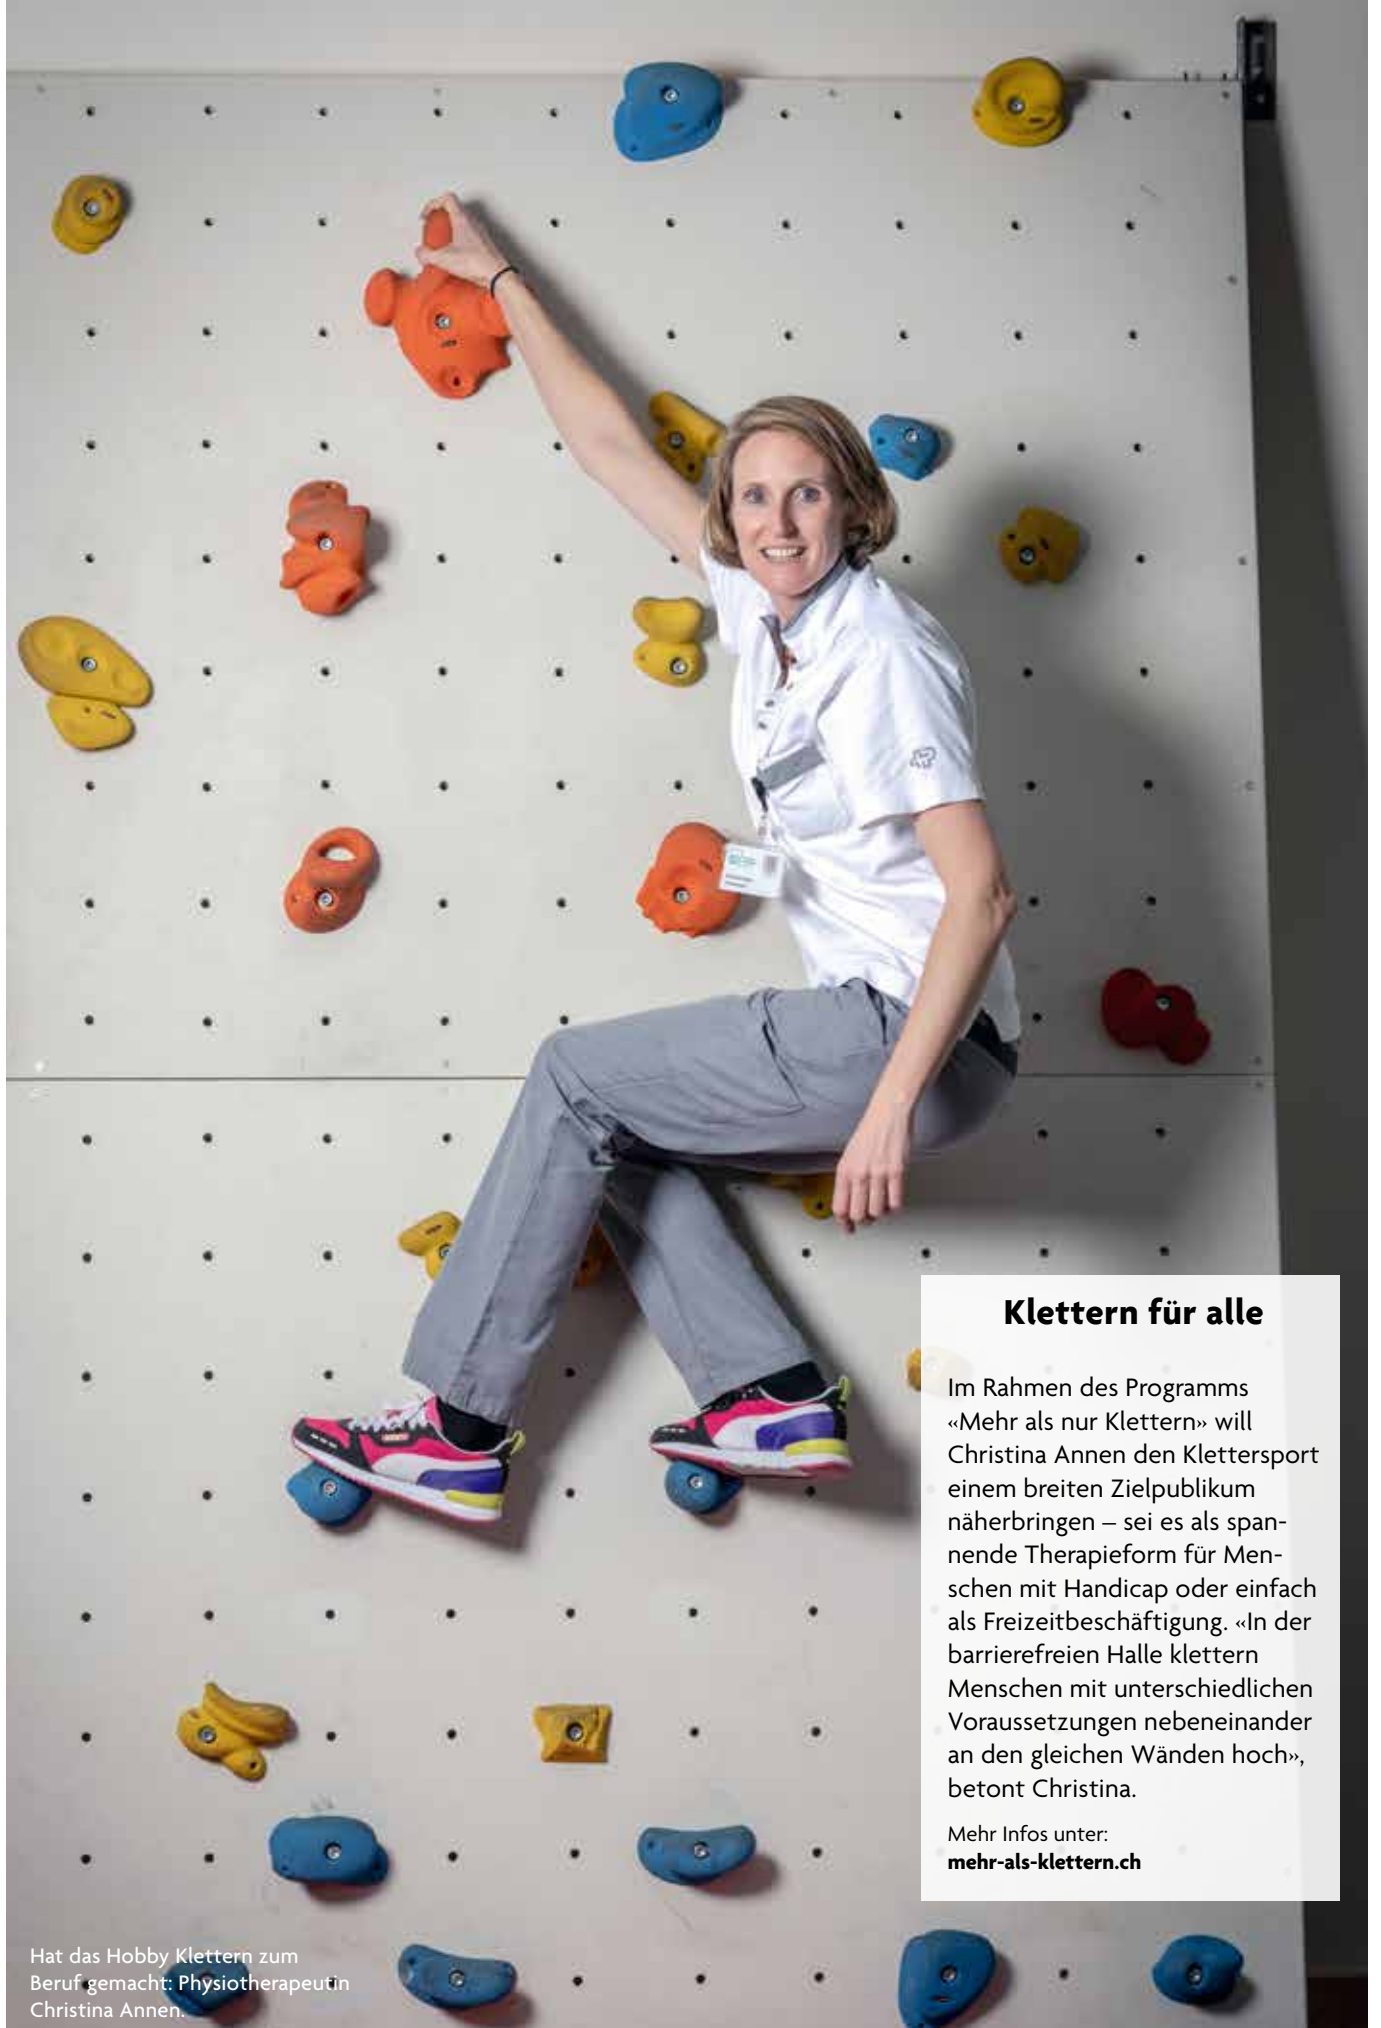 Klettern für alle
Im Rahmen des Programms
«Mehr als nur Klettern» will
Christina Annen den Klettersport
einem breiten Zielpublikum
näherbringen – sei es als span-
nende Therapieform für Men-
schen mit Handicap oder einfach
als Freizeitbeschäftigung. «In der
barrierefreien Halle klettern
Menschen mit unterschiedlichen
Voraussetzungen nebeneinander
an den gleichen Wänden hoch»,
betont Christina.
Mehr Infos unter:
mehr-als-klettern.ch
Hat das Hobby Klettern zum
Beruf gemacht: Physiotherapeutin
Christina Annen.